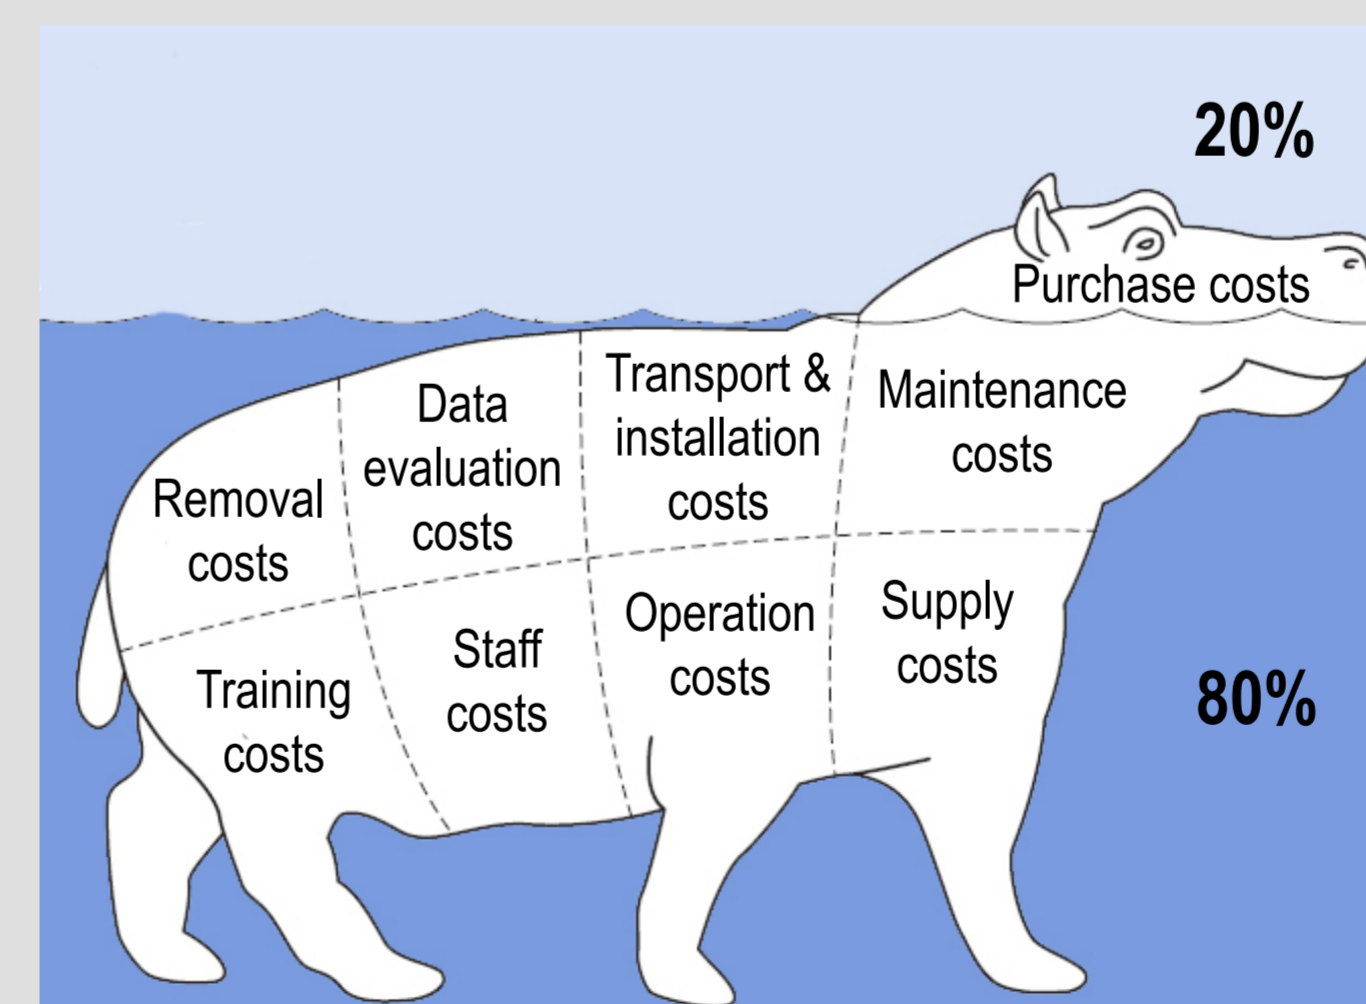 20%
Purchase costs
Transport &
installation
costs
Maintenance
costs
Data
evaluation
costs
Removal
costs
Operation
costs
Supply
costs
Staff
costs
Training
costs
80%